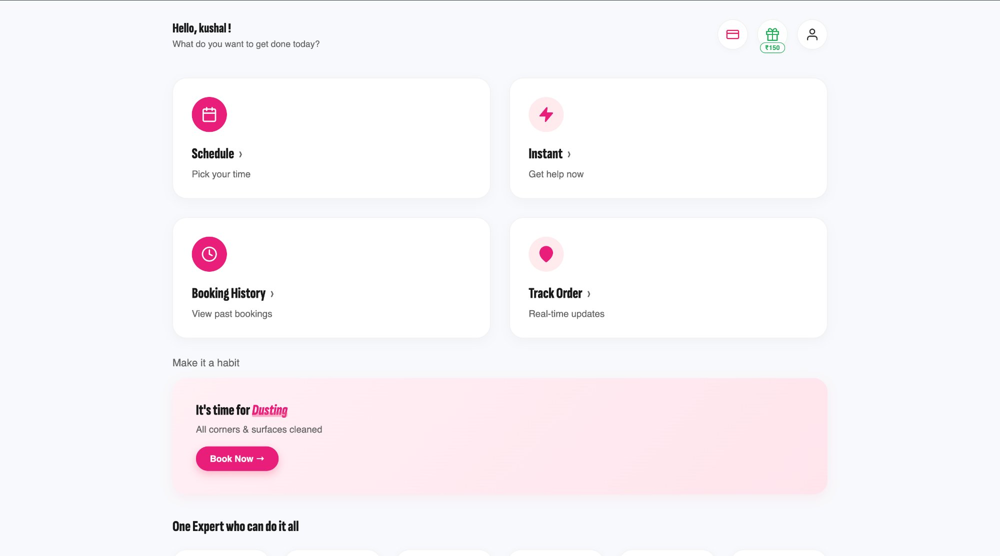 Hello, kushal !
What do you want to get done today?
₹150
Schedule ›
Pick your time
Instant ›
Get help now
Booking History ›
View past bookings
Track Order ›
Real-time updates
Make it a habit
It's time for Dusting
All corners & surfaces cleaned
Book Now →
One Expert who can do it all